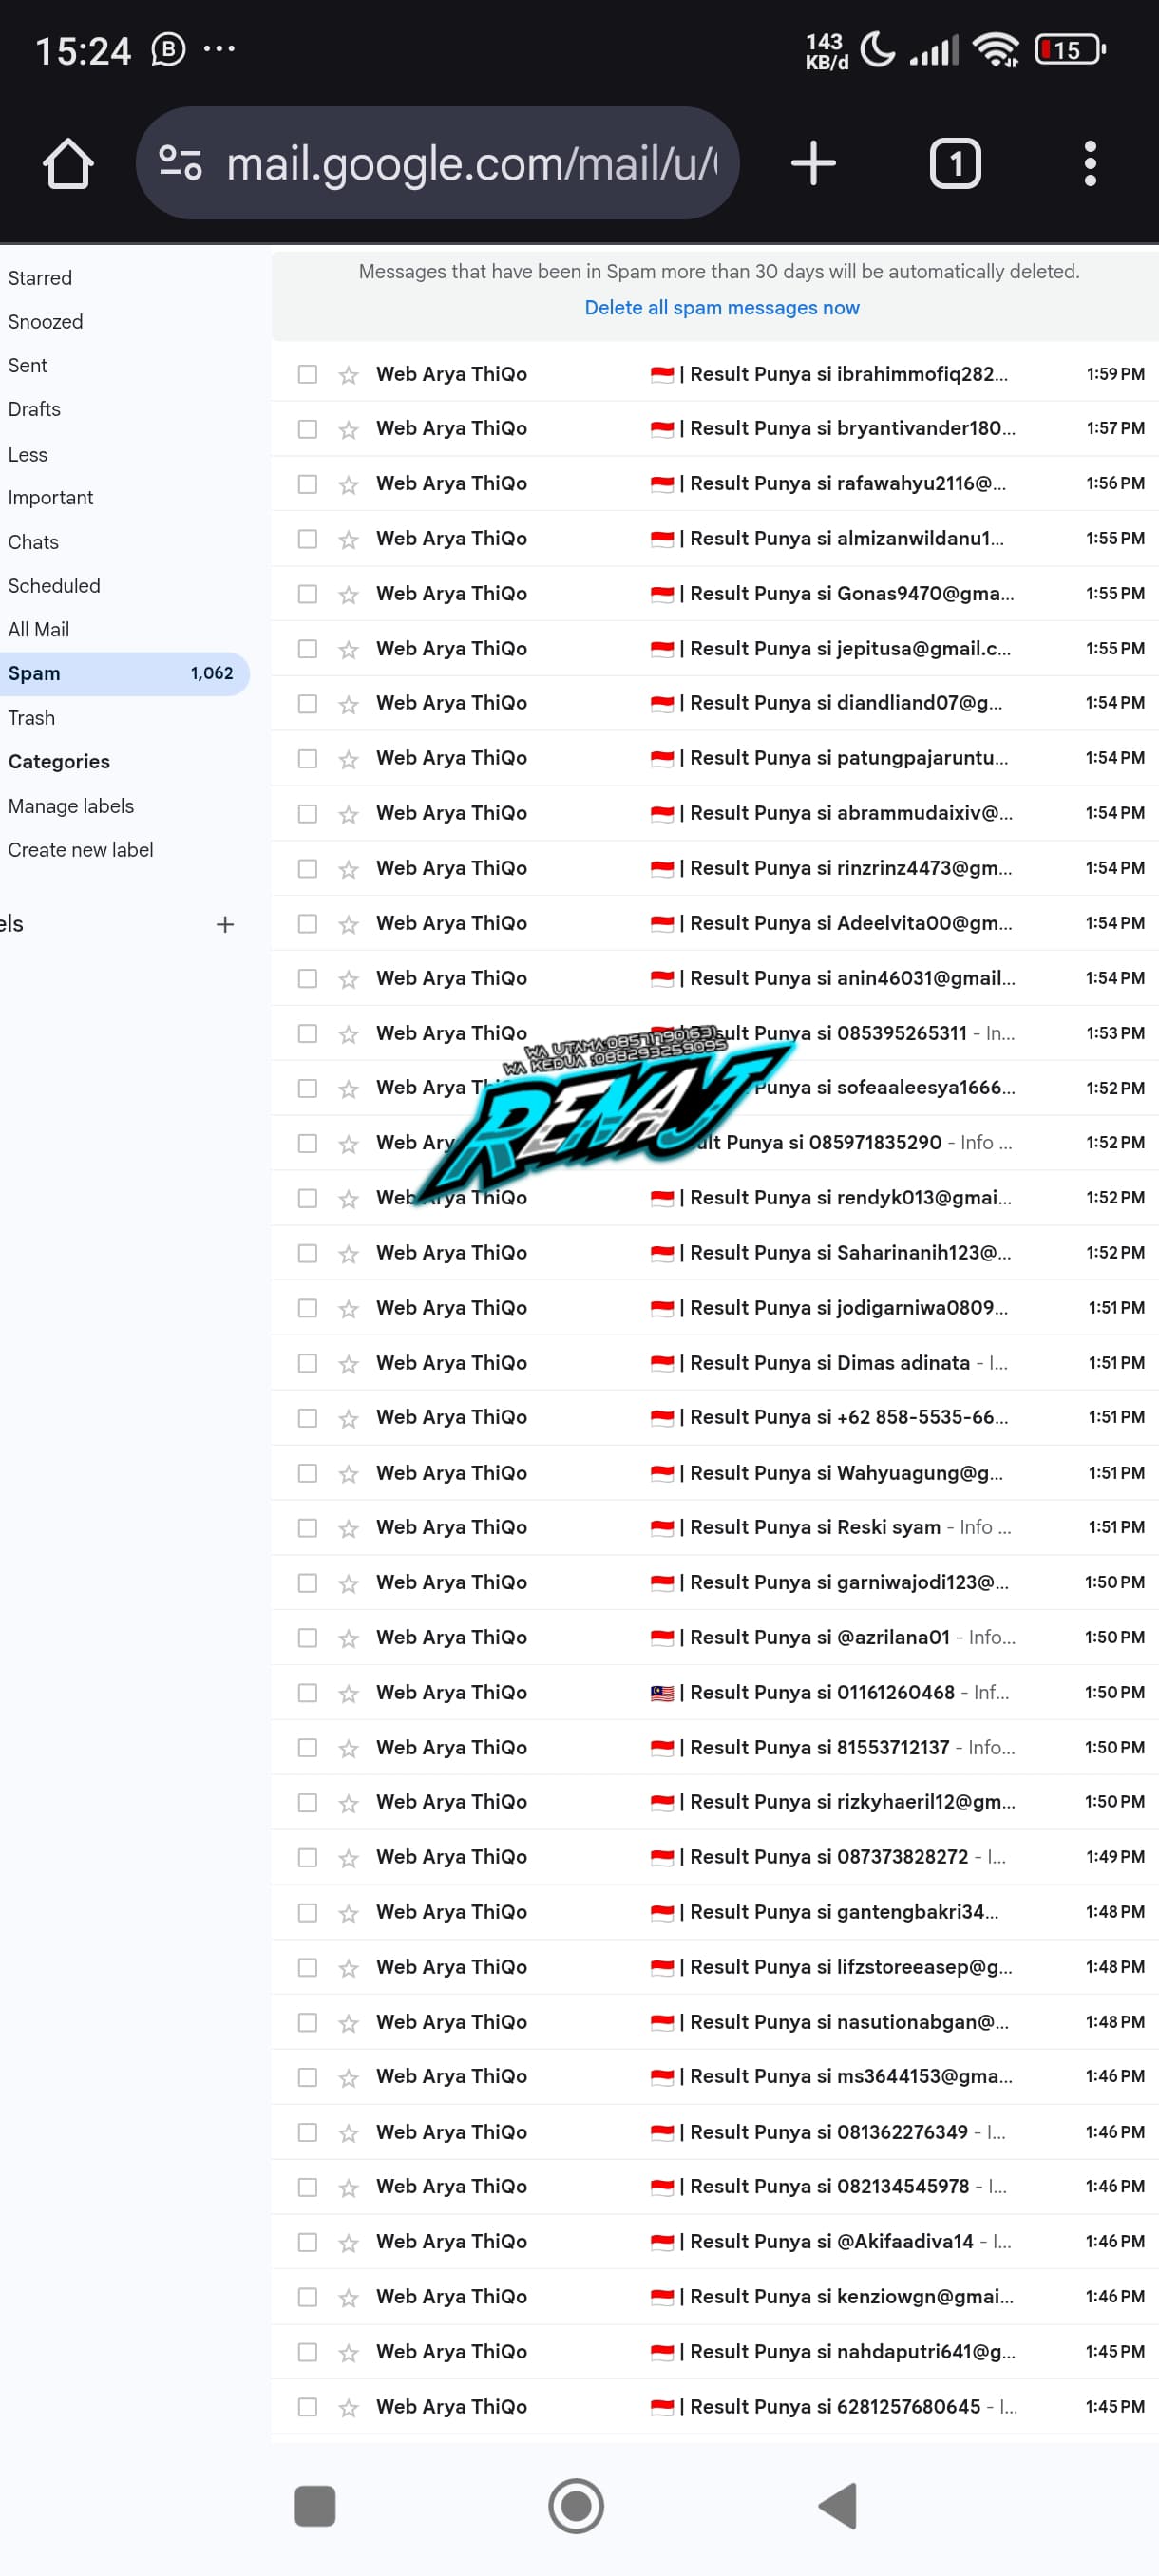 15:24
143
KB/d
15
mail.google.com/mail/u/
1
Messages that have been in Spam more than 30 days will be automatically deleted.
Delete all spam messages now
Starred
Snoozed
Sent
Drafts
Less
Important
Chats
Scheduled
All Mail
Spam 1,062
Trash
Categories
Manage labels
Create new label
els
Web Arya ThiQo | Result Punya si ibrahimmofiq282... 1:59 PM
Web Arya ThiQo | Result Punya si bryantivander180... 1:57 PM
Web Arya ThiQo | Result Punya si rafawahyu2116@... 1:56 PM
Web Arya ThiQo | Result Punya si almizanwildanu1... 1:55 PM
Web Arya ThiQo | Result Punya si Gonas9470@gma... 1:55 PM
Web Arya ThiQo | Result Punya si jepitusa@gmail.c... 1:55 PM
Web Arya ThiQo | Result Punya si diandliand07@g... 1:54 PM
Web Arya ThiQo | Result Punya si patungpajaruntu... 1:54 PM
Web Arya ThiQo | Result Punya si abrammudaixiv@... 1:54 PM
Web Arya ThiQo | Result Punya si rinzrinz4473@gm... 1:54 PM
Web Arya ThiQo | Result Punya si Adeelvita00@gm... 1:54 PM
Web Arya ThiQo | Result Punya si anin46031@gmail... 1:54 PM
Web Arya ThiQo Punya si 085395265311 - In... 1:53 PM
WA UTAMA
WA KEDUA :088293259095
RENAJ
Web Arya Punya si sofeaaleesya1666... 1:52 PM
Web Punya si 085971835290 - Info ... 1:52 PM
Web Arya ThiQo | Result Punya si rendyk013@gmai... 1:52 PM
Web Arya ThiQo | Result Punya si Saharinanih123@... 1:52 PM
Web Arya ThiQo | Result Punya si jodigarniwa0809... 1:51 PM
Web Arya ThiQo | Result Punya si Dimas adinata - I... 1:51 PM
Web Arya ThiQo | Result Punya si +62 858-5535-66... 1:51 PM
Web Arya ThiQo | Result Punya si Wahyuagung@g... 1:51 PM
Web Arya ThiQo | Result Punya si Reski syam - Info ... 1:51 PM
Web Arya ThiQo | Result Punya si garniwajodi123@... 1:50 PM
Web Arya ThiQo | Result Punya si @azrilana01 - Info... 1:50 PM
Web Arya ThiQo | Result Punya si 01161260468 - Inf... 1:50 PM
Web Arya ThiQo | Result Punya si 81553712137 - Info... 1:50 PM
Web Arya ThiQo | Result Punya si rizkyhaeril12@gm... 1:50 PM
Web Arya ThiQo | Result Punya si 087373828272 - I... 1:49 PM
Web Arya ThiQo | Result Punya si gantengbakri34... 1:48 PM
Web Arya ThiQo | Result Punya si lifzstoreeasep@g... 1:48 PM
Web Arya ThiQo | Result Punya si nasutionabgan@... 1:48 PM
Web Arya ThiQo | Result Punya si ms3644153@gma... 1:46 PM
Web Arya ThiQo | Result Punya si 081362276349 - I... 1:46 PM
Web Arya ThiQo | Result Punya si 082134545978 - I... 1:46 PM
Web Arya ThiQo | Result Punya si @Akifaadiva14 - I... 1:46 PM
Web Arya ThiQo | Result Punya si kenziowgn@gmai... 1:46 PM
Web Arya ThiQo | Result Punya si nahdaputri641@g... 1:45 PM
Web Arya ThiQo | Result Punya si 6281257680645 - I... 1:45 PM